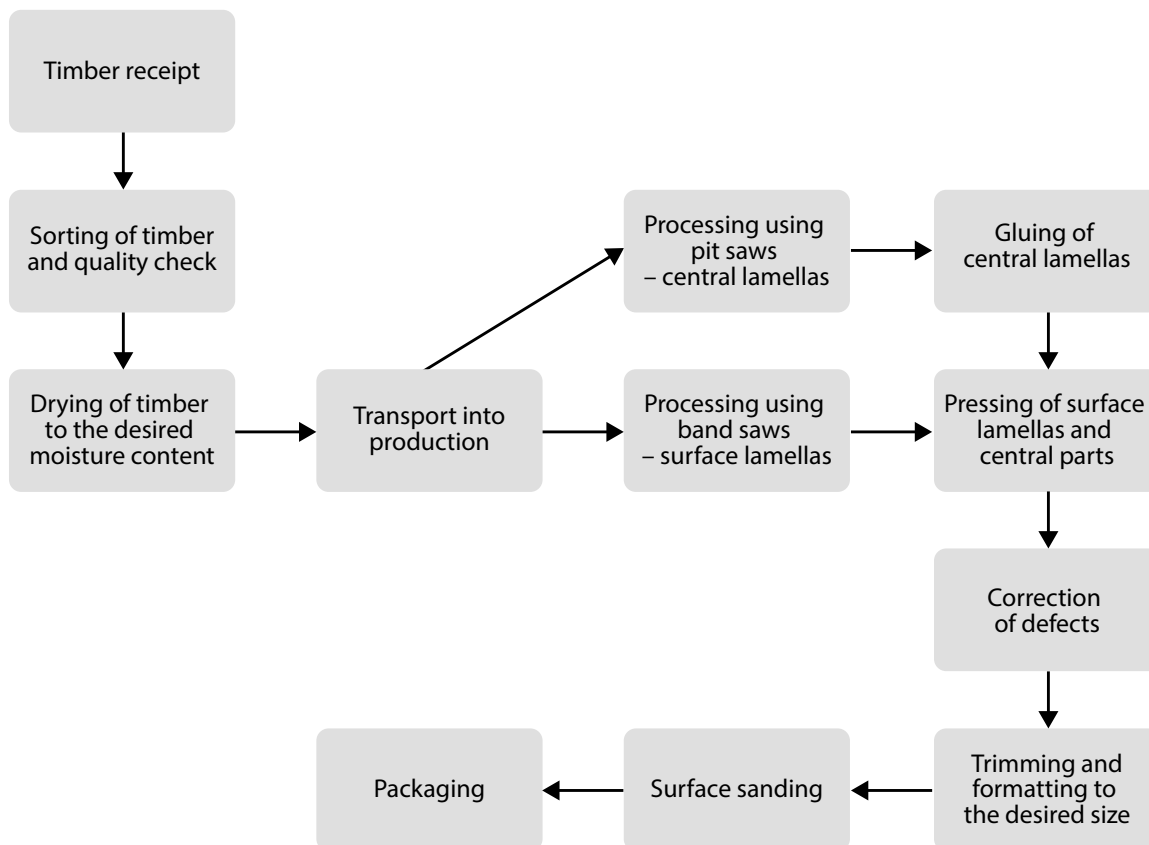 Timber receipt
Sorting of timber
and quality check
Drying of timber
to the desired
moisture content
Transport into
production
Processing using
pit saws
– central lamellas
Gluing of
central lamellas
Processing using
band saws
– surface lamellas
Pressing of surface
lamellas and
central parts
Correction
of defects
Trimming and
formatting to
the desired size
Surface sanding
Packaging